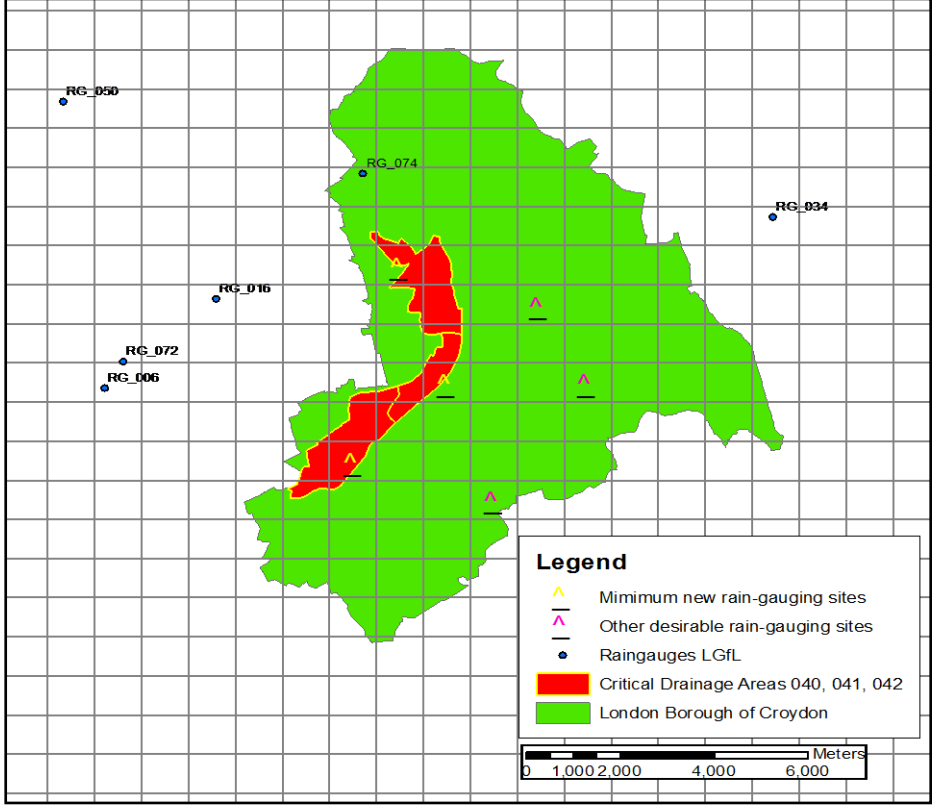 RG_050
RG_074
RG_034
RG_016
RG_072
RG_006
Legend
^ Mimimum new rain-gauging sites
^ Other desirable rain-gauging sites
Raingauges LGfL
Critical Drainage Areas 040, 041, 042
London Borough of Croydon
Meters
0 1,000 2,000 4,000 6,000